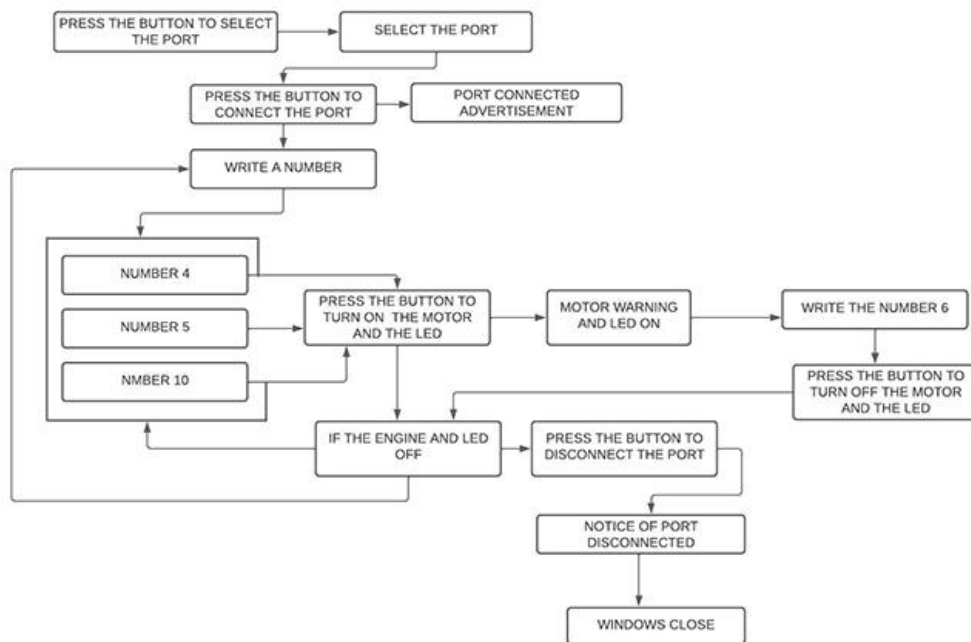 PRESS THE BUTTON TO SELECT
THE PORT
SELECT THE PORT
PRESS THE BUTTON TO
CONNECT THE PORT
PORT CONNECTED
ADVERTISEMENT
WRITE A NUMBER
NUMBER 4
NUMBER 5
NMBER 10
PRESS THE BUTTON TO
TURN ON THE MOTOR
AND THE LED
MOTOR WARNING
AND LED ON
WRITE THE NUMBER 6
PRESS THE BUTTON TO
TURN OFF THE MOTOR
AND THE LED
IF THE ENGINE AND LED
OFF
PRESS THE BUTTON TO
DISCONNECT THE PORT
NOTICE OF PORT
DISCONNECTED
WINDOWS CLOSE